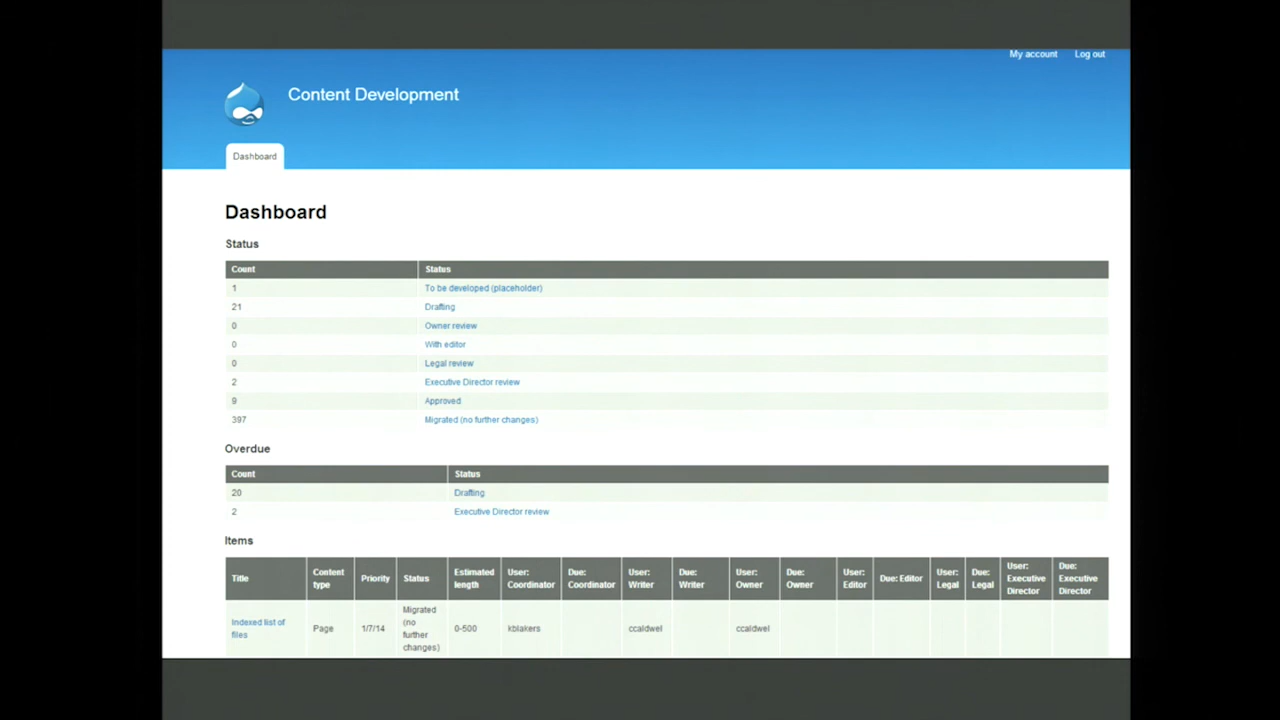 My account Log out
Content Development
Dashboard
Dashboard
Status
Count Status
1 To be developed (placeholder)
21 Drafting
0 Owner review
0 With editor
0 Legal review
2 Executive Director review
9 Approved
397 Migrated (no further changes)
Overdue
Count Status
20 Drafting
2 Executive Director review
Items
Title Content type Priority Status Estimated length User: Coordinator Due: Coordinator User: Writer Due: Writer User: Owner Due: Owner User: Editor Due: Editor User: Legal Due: Legal User: Executive Director Due: Executive Director
Indexed list of files Page 1/7/14 Migrated (no further changes) 0-500 kblakers ccaldwel ccaldwel